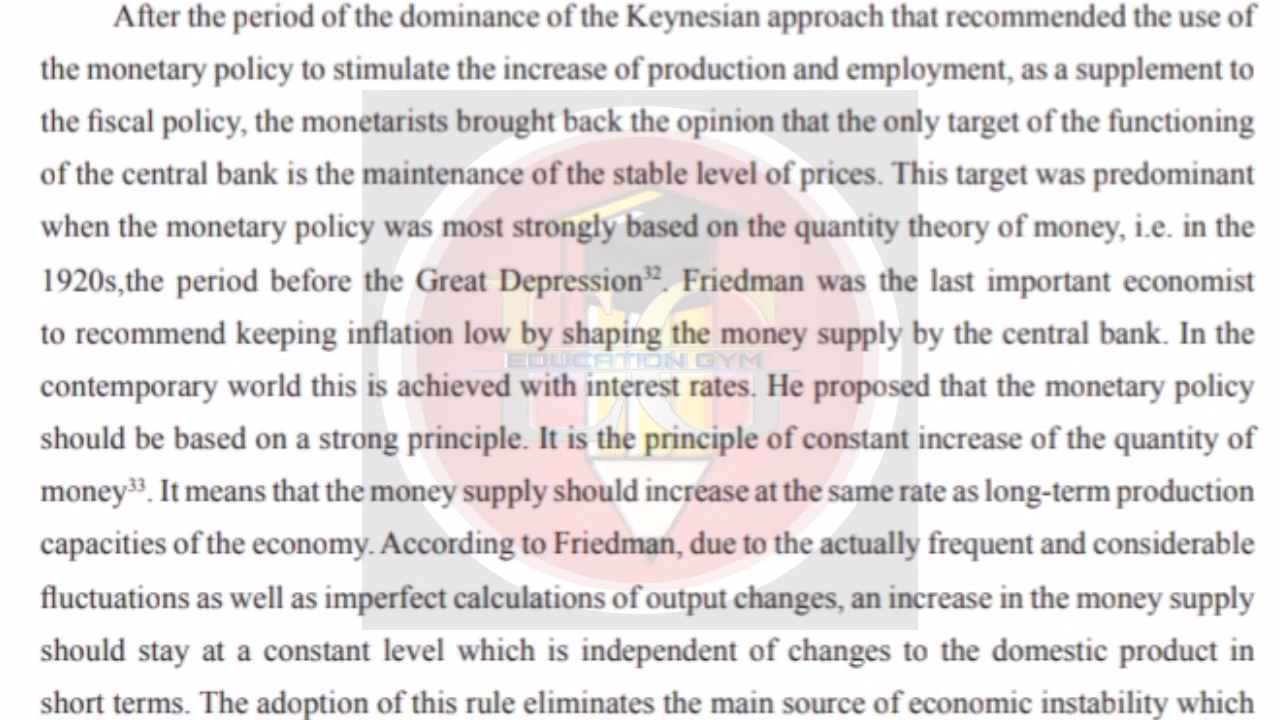 After the period of the dominance of the Keynesian approach that recommended the use of
the monetary policy to stimulate the increase of production and employment, as a supplement to
the fiscal policy, the monetarists brought back the opinion that the only target of the functioning
of the central bank is the maintenance of the stable level of prices. This target was predominant
when the monetary policy was most strongly based on the quantity theory of money, i.e. in the
1920s,the period before the Great Depression³². Friedman was the last important economist
to recommend keeping inflation low by shaping the money supply by the central bank. In the
EDUCATION GYM
contemporary world this is achieved with interest rates. He proposed that the monetary policy
should be based on a strong principle. It is the principle of constant increase of the quantity of
money³³. It means that the money supply should increase at the same rate as long-term production
capacities of the economy. According to Friedman, due to the actually frequent and considerable
fluctuations as well as imperfect calculations of output changes, an increase in the money supply
should stay at a constant level which is independent of changes to the domestic product in
short terms. The adoption of this rule eliminates the main source of economic instability which